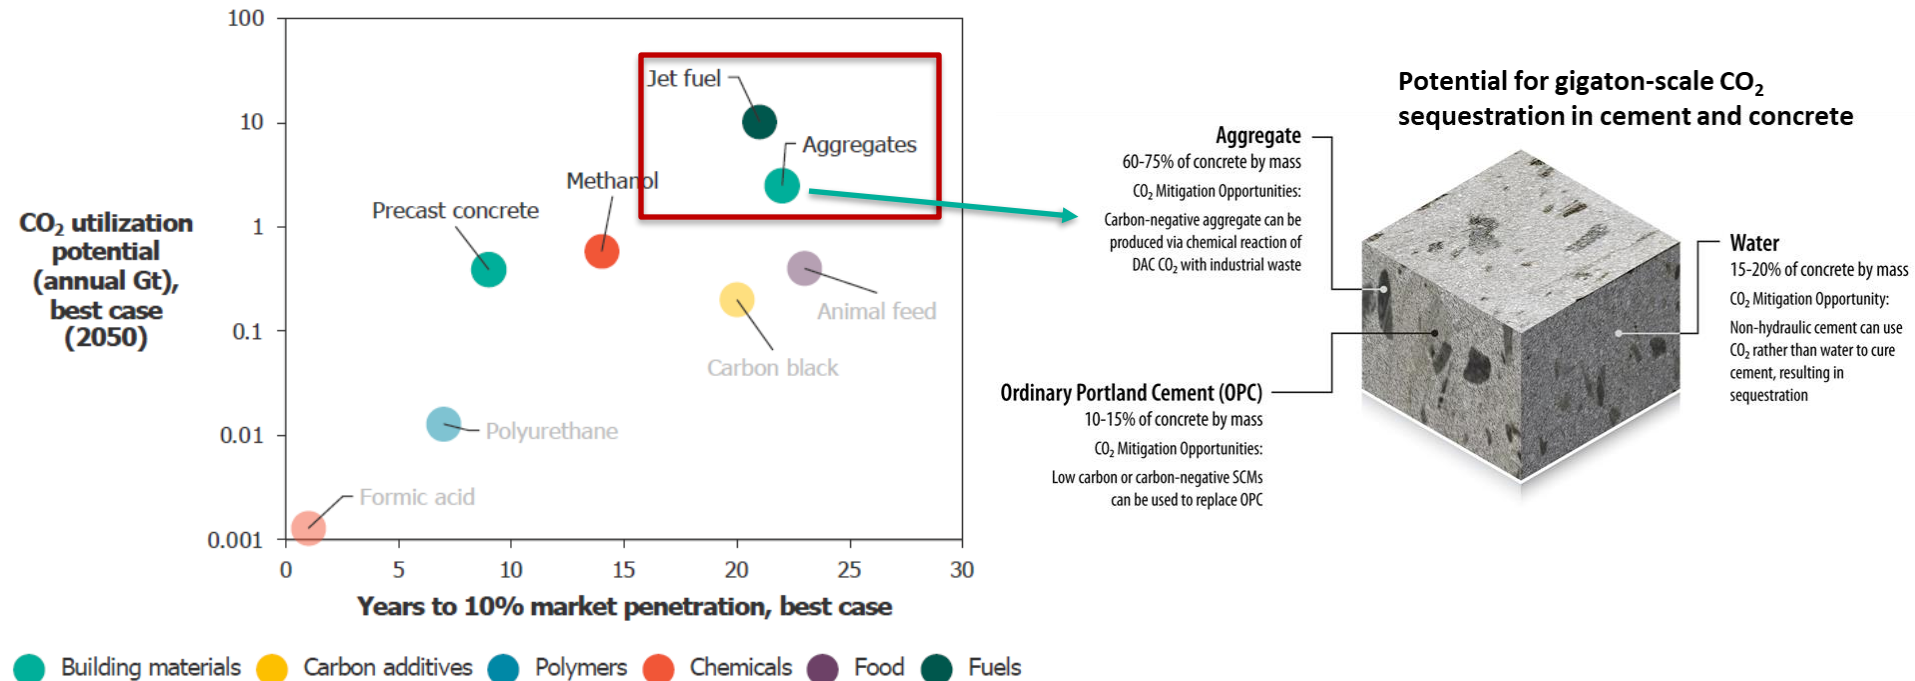 100
10
1
0.1
0.01
0.001
0
5
10
15
20
25
30
CO₂ utilization
potential
(annual Gt),
best case
(2050)
Years to 10% market penetration, best case
Jet fuel
Aggregates
Methanol
Precast concrete
Animal feed
Carbon black
Polyurethane
Formic acid
Building materials
Carbon additives
Polymers
Chemicals
Food
Fuels
Potential for gigaton-scale CO₂
sequestration in cement and concrete
Aggregate
60-75% of concrete by mass
CO₂ Mitigation Opportunities:
Carbon-negative aggregate can be
produced via chemical reaction of
DAC CO₂ with industrial waste
Ordinary Portland Cement (OPC)
10-15% of concrete by mass
CO₂ Mitigation Opportunities:
Low carbon or carbon-negative SCMs
can be used to replace OPC
Water
15-20% of concrete by mass
CO₂ Mitigation Opportunity:
Non-hydraulic cement can use
CO₂ rather than water to cure
cement, resulting in
sequestration